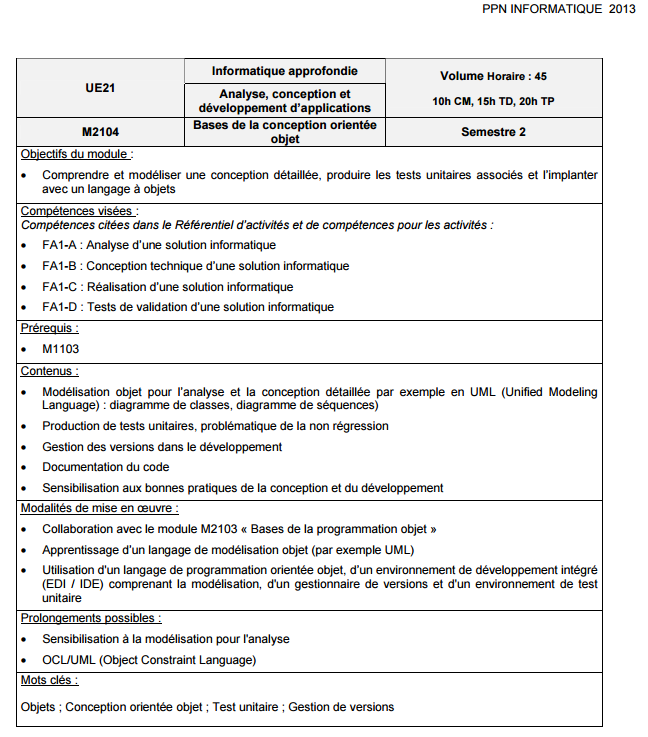 PPN INFORMATIQUE 2013
UE21
Informatique approfondie
Analyse, conception et
développement d'applications
Volume Horaire : 45
10h CM, 15h TD, 20h TP
M2104
Bases de la conception orientée
objet
Semestre 2
Objectifs du module :
• Comprendre et modéliser une conception détaillée, produire les tests unitaires associés et l'implanter
avec un langage à objets
Compétences visées :
Compétences citées dans le Référentiel d'activités et de compétences pour les activités :
• FA1-A : Analyse d'une solution informatique
• FA1-B : Conception technique d'une solution informatique
• FA1-C : Réalisation d'une solution informatique
• FA1-D : Tests de validation d'une solution informatique
Prérequis :
• M1103
Contenus :
• Modélisation objet pour l'analyse et la conception détaillée par exemple en UML (Unified Modeling
Language) : diagramme de classes, diagramme de séquences)
• Production de tests unitaires, problématique de la non régression
• Gestion des versions dans le développement
• Documentation du code
• Sensibilisation aux bonnes pratiques de la conception et du développement
Modalités de mise en œuvre :
• Collaboration avec le module M2103 « Bases de la programmation objet »
• Apprentissage d'un langage de modélisation objet (par exemple UML)
• Utilisation d'un langage de programmation orientée objet, d'un environnement de développement intégré
(EDI / IDE) comprenant la modélisation, d'un gestionnaire de versions et d'un environnement de test
unitaire
Prolongements possibles :
• Sensibilisation à la modélisation pour l'analyse
• OCL/UML (Object Constraint Language)
Mots clés :
Objets ; Conception orientée objet ; Test unitaire ; Gestion de versions